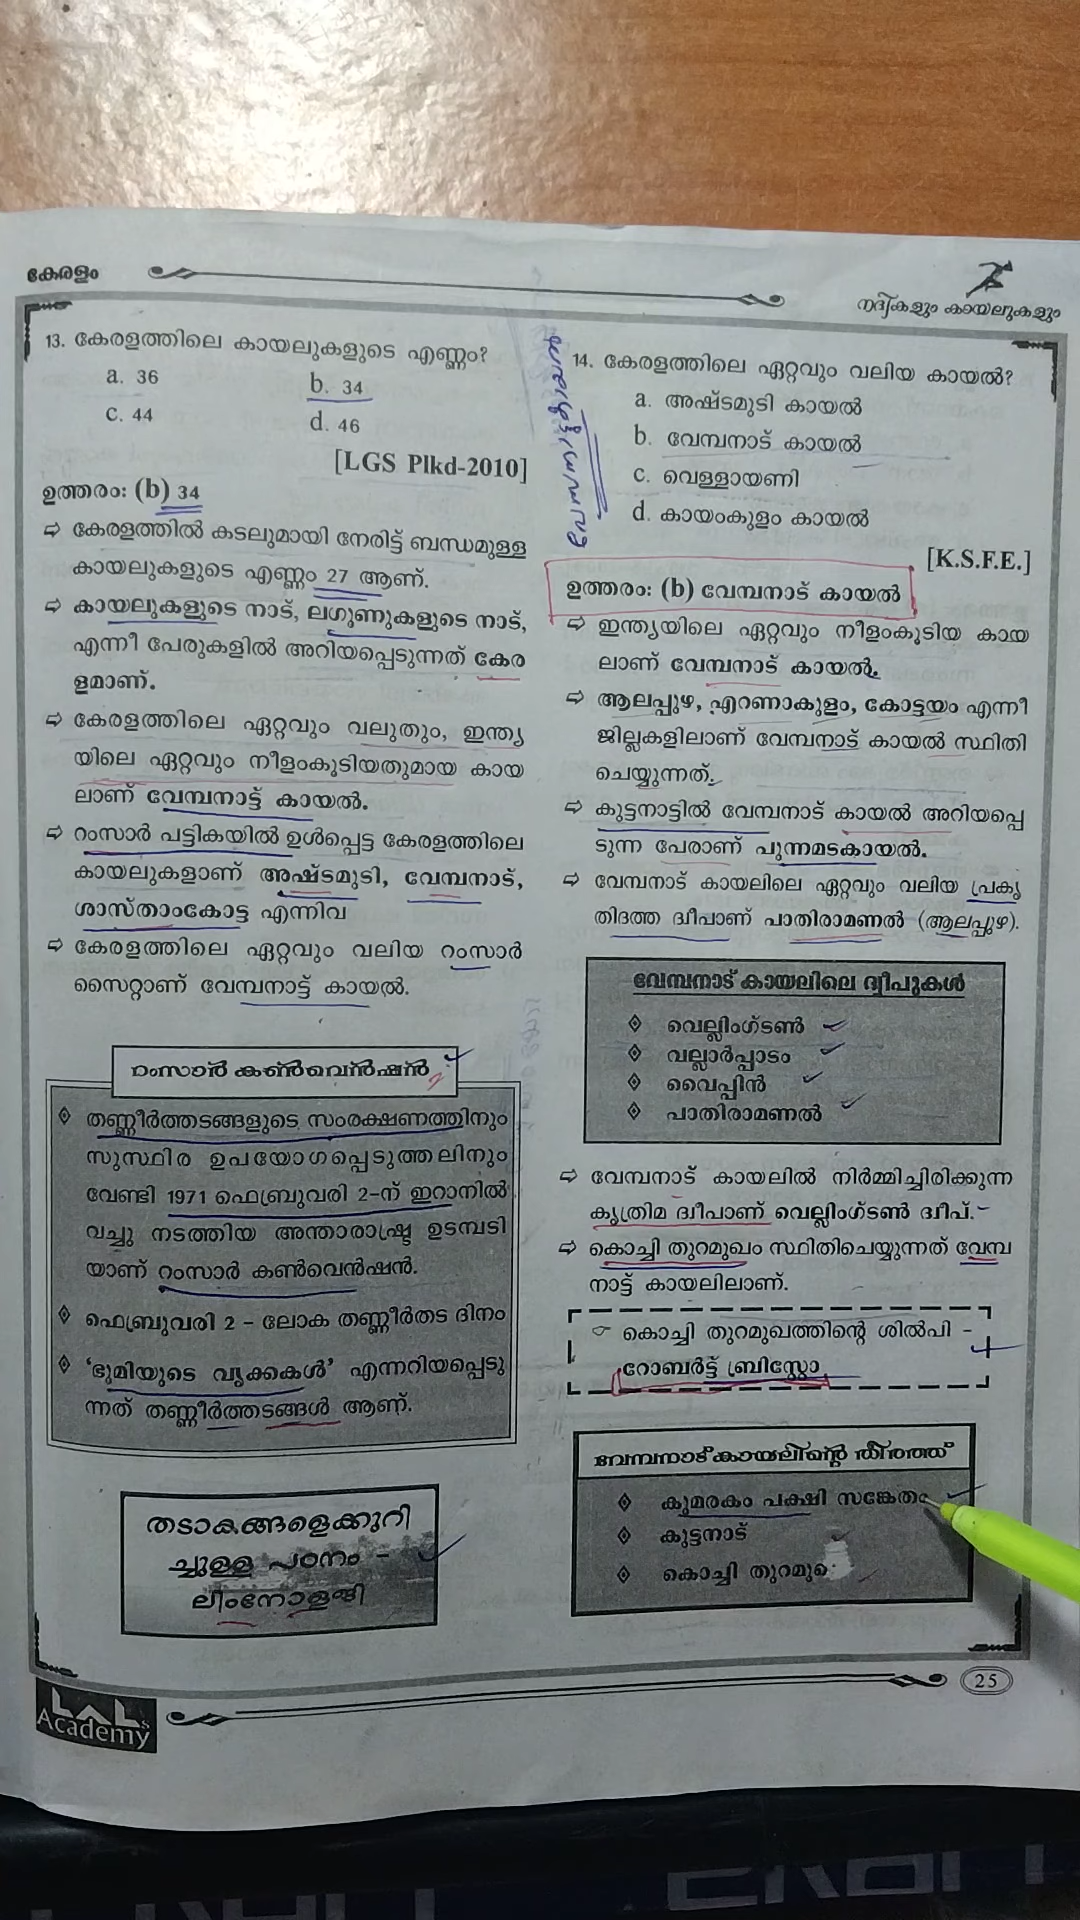 കേരളം
നദികളും കായലുകളും
13. കേരളത്തിലെ കായലുകളുടെ എണ്ണം?
a. 36
b. 34
c. 44
d. 46
[LGS Plkd-2010]
ഉത്തരം: (b) 34
⇨ കേരളത്തിൽ കടലുമായി നേരിട്ട് ബന്ധമുള്ള
കായലുകളുടെ എണ്ണം 27 ആണ്.
⇨ കായലുകളുടെ നാട്, ലഗൂണുകളുടെ നാട്,
എന്നീ പേരുകളിൽ അറിയപ്പെടുന്നത് കേര
ളമാണ്.
⇨ കേരളത്തിലെ ഏറ്റവും വലുതും, ഇന്ത്യ
യിലെ ഏറ്റവും നീളംകൂടിയതുമായ കായ
ലാണ് വേമ്പനാട്ട് കായൽ.
⇨ റംസാർ പട്ടികയിൽ ഉൾപ്പെട്ട കേരളത്തിലെ
കായലുകളാണ് അഷ്ടമുടി, വേമ്പനാട്,
ശാസ്താംകോട്ട എന്നിവ
⇨ കേരളത്തിലെ ഏറ്റവും വലിയ റംസാർ
സൈറ്റാണ് വേമ്പനാട്ട് കായൽ.
റംസാർ കൺവെൻഷൻ
തണ്ണീർത്തടങ്ങളുടെ സംരക്ഷണത്തിനും
സുസ്ഥിര ഉപയോഗപ്പെടുത്തലിനും
വേണ്ടി 1971 ഫെബ്രുവരി 2-ന് ഇറാനിൽ
വച്ചു നടത്തിയ അന്താരാഷ്ട്ര ഉടമ്പടി
യാണ് റംസാർ കൺവെൻഷൻ.
ഫെബ്രുവരി 2 - ലോക തണ്ണീർതട ദിനം
'ഭൂമിയുടെ വൃക്കകൾ' എന്നറിയപ്പെടു
ന്നത് തണ്ണീർത്തടങ്ങൾ ആണ്.
തടാകങ്ങളെക്കുറി
ച്ചുള്ള പഠനം -
ലിംനോളജി
14. കേരളത്തിലെ ഏറ്റവും വലിയ കായൽ?
a. അഷ്ടമുടി കായൽ
b. വേമ്പനാട് കായൽ
c. വെള്ളായണി
d. കായംകുളം കായൽ
[K.S.F.E.]
ഉത്തരം: (b) വേമ്പനാട് കായൽ
⇨ ഇന്ത്യയിലെ ഏറ്റവും നീളംകൂടിയ കായ
ലാണ് വേമ്പനാട് കായൽ.
⇨ ആലപ്പുഴ, എറണാകുളം, കോട്ടയം എന്നീ
ജില്ലകളിലാണ് വേമ്പനാട് കായൽ സ്ഥിതി
ചെയ്യുന്നത്.
⇨ കുട്ടനാട്ടിൽ വേമ്പനാട് കായൽ അറിയപ്പെ
ടുന്ന പേരാണ് പുന്നമടകായൽ.
⇨ വേമ്പനാട് കായലിലെ ഏറ്റവും വലിയ പ്രകൃ
തിദത്ത ദ്വീപാണ് പാതിരാമണൽ (ആലപ്പുഴ).
വേമ്പനാട് കായലിലെ ദ്വീപുകൾ
വെല്ലിംഗ്ടൺ
വല്ലാർപ്പാടം
വൈപ്പിൻ
പാതിരാമണൽ
⇨ വേമ്പനാട് കായലിൽ നിർമ്മിച്ചിരിക്കുന്ന
കൃത്രിമ ദ്വീപാണ് വെല്ലിംഗ്ടൺ ദ്വീപ്.
⇨ കൊച്ചി തുറമുഖം സ്ഥിതിചെയ്യുന്നത് വേമ്പ
നാട്ട് കായലിലാണ്.
☞ കൊച്ചി തുറമുഖത്തിന്റെ ശിൽപി -
റോബർട്ട് ബ്രിസ്റ്റോ
വേമ്പനാട് കായലിന്റെ തീരത്ത്
കുമരകം പക്ഷി സങ്കേതം
കുട്ടനാട്
കൊച്ചി തുറമുഖ
LAL's
Academy
25